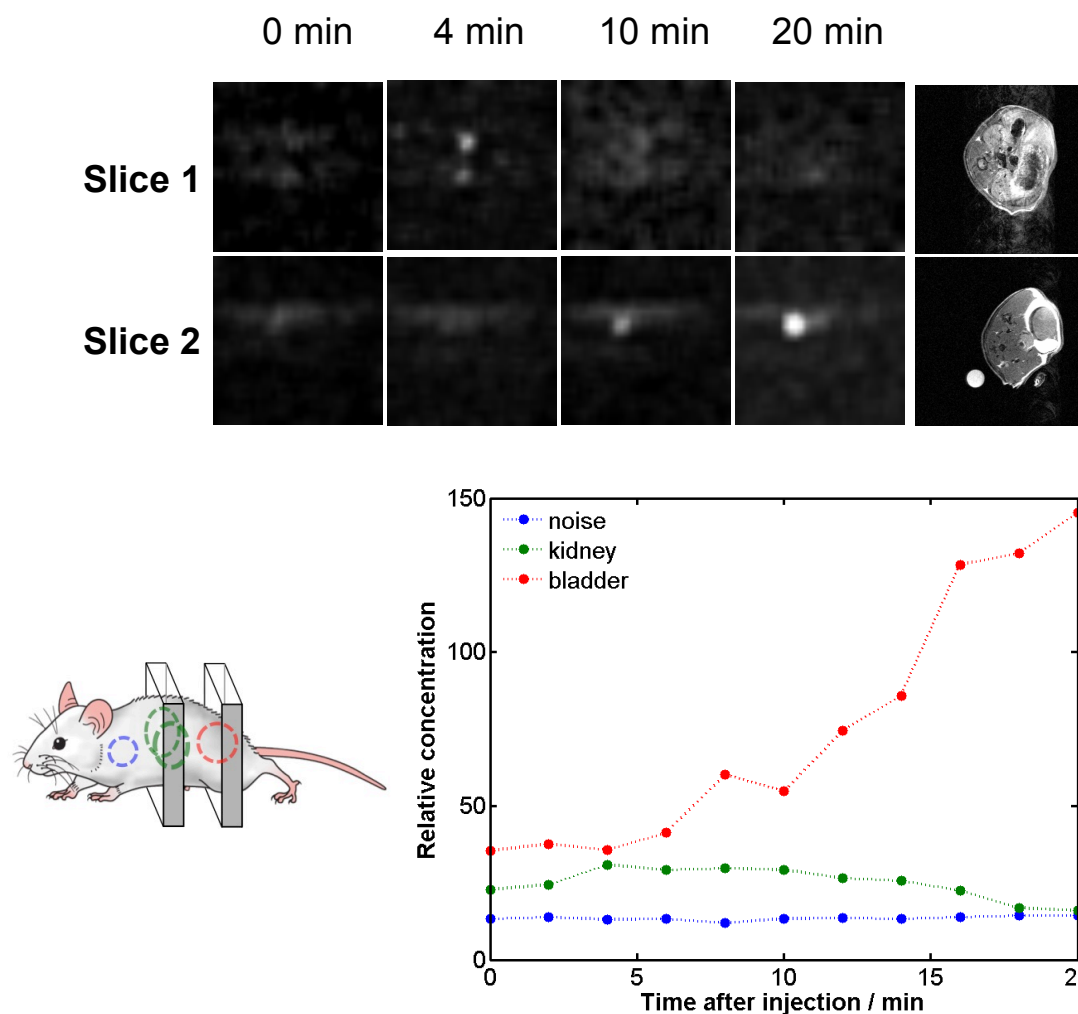 0 min 4 min 10 min 20 min
Slice 1
Slice 2
150
100
50
0
noise
kidney
bladder
Relative concentration
0 5 10 15 2
Time after injection / min